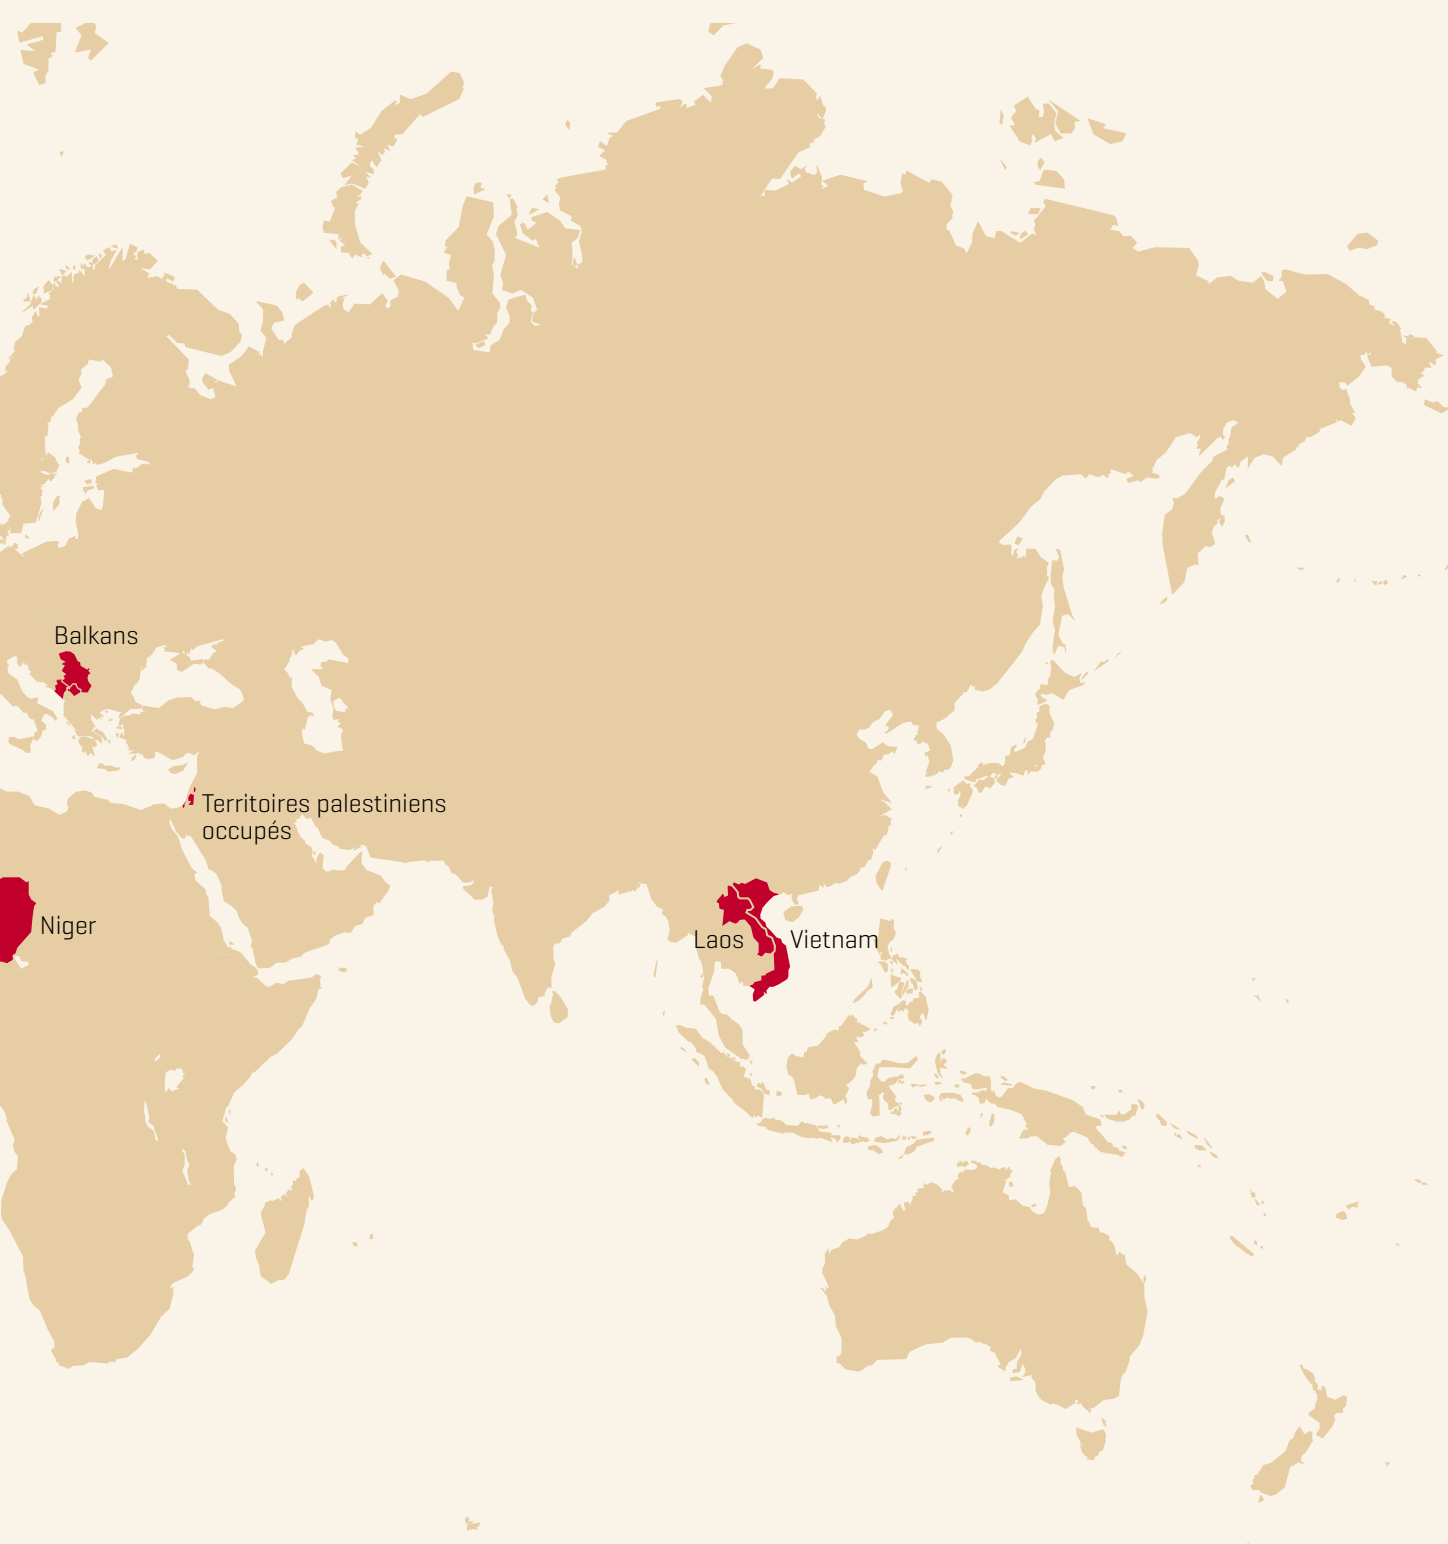 Balkans
Territoires palestiniens
occupés
Niger
Laos
Vietnam